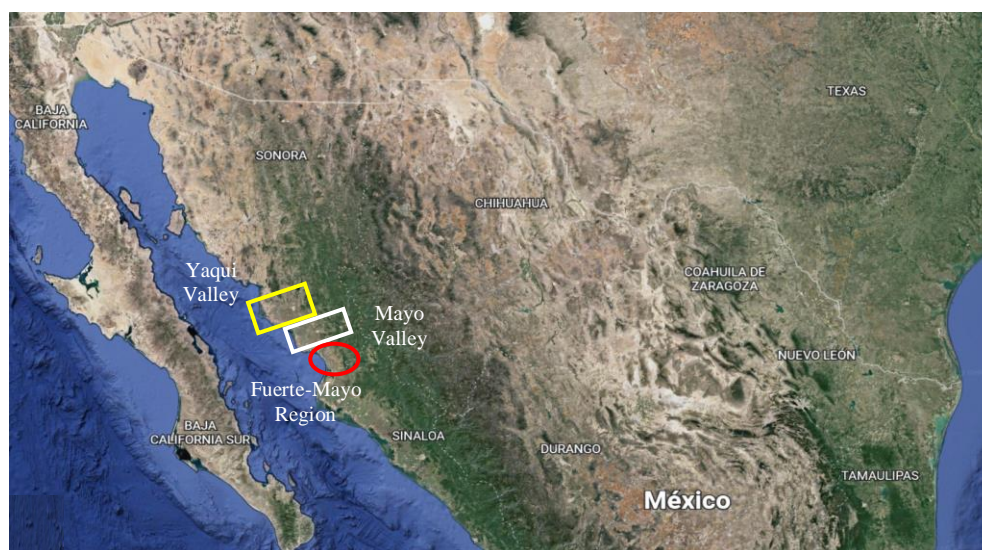 TEXAS
BAJA
CALIFORNIA
SONORA
CHIHUAHUA
Yaqui
Valley
COAHUILA DE
ZARAGOZA
Mayo
Valley
NUEVO LEÓN
Fuerte-Mayo
Region
BAJA
CALIFORNIA SUR
SINALOA
DURANGO
TAMAULIPAS
México